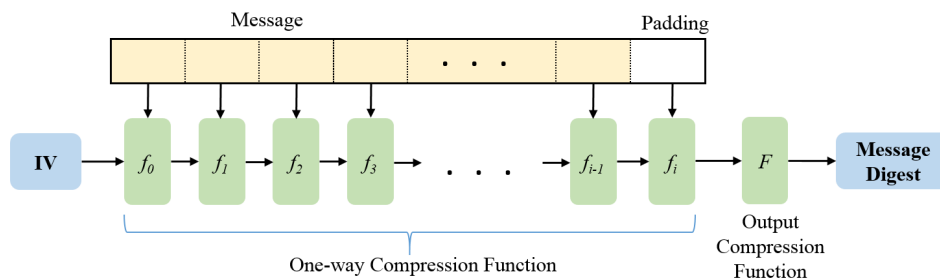 Message
Padding
. . .
IV
f0
f1
f2
f3
. . .
fi-1
fi
F
Message
Digest
Output
Compression
Function
One-way Compression Function